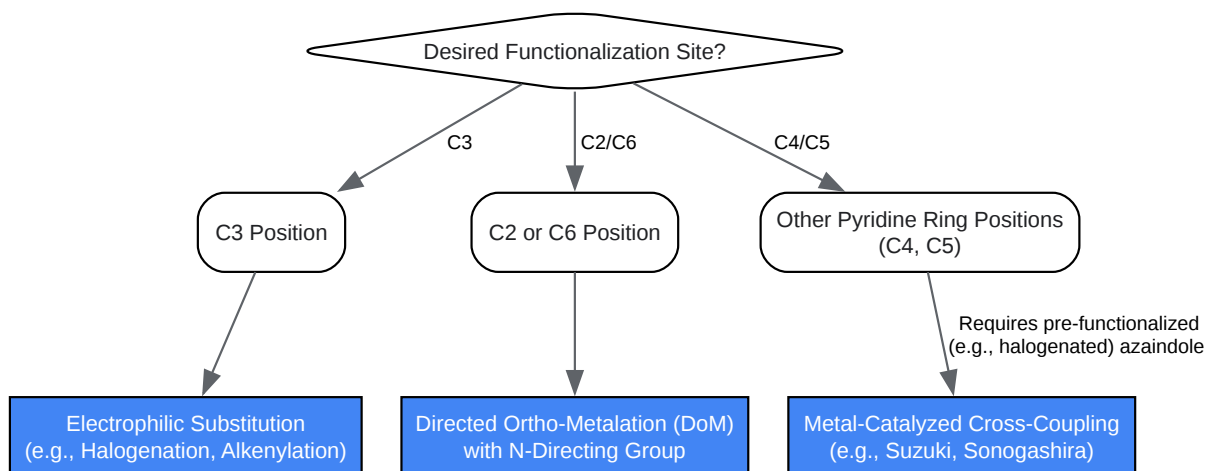 Desired Functionalization Site?
C3
C2/C6
C4/C5
C3 Position
C2 or C6 Position
Other Pyridine Ring Positions
(C4, C5)
Requires pre-functionalized
(e.g., halogenated) azaindole
Electrophilic Substitution
(e.g., Halogenation, Alkenylation)
Directed Ortho-Metalation (DoM)
with N-Directing Group
Metal-Catalyzed Cross-Coupling
(e.g., Suzuki, Sonogashira)